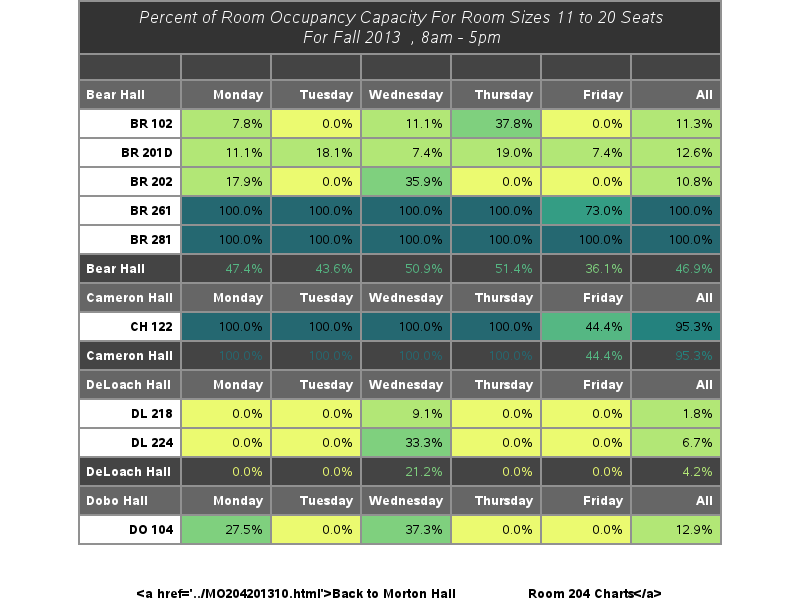 Percent of Room Occupancy Capacity For Room Sizes 11 to 20 Seats
For Fall 2013 , 8am - 5pm
Bear Hall Monday Tuesday Wednesday Thursday Friday All
BR 102 7.8% 0.0% 11.1% 37.8% 0.0% 11.3%
BR 201D 11.1% 18.1% 7.4% 19.0% 7.4% 12.6%
BR 202 17.9% 0.0% 35.9% 0.0% 0.0% 10.8%
BR 261 100.0% 100.0% 100.0% 100.0% 73.0% 100.0%
BR 281 100.0% 100.0% 100.0% 100.0% 100.0% 100.0%
Bear Hall 47.4% 43.6% 50.9% 51.4% 36.1% 46.9%
Cameron Hall Monday Tuesday Wednesday Thursday Friday All
CH 122 100.0% 100.0% 100.0% 100.0% 44.4% 95.3%
Cameron Hall 100.0% 100.0% 100.0% 100.0% 44.4% 95.3%
DeLoach Hall Monday Tuesday Wednesday Thursday Friday All
DL 218 0.0% 0.0% 9.1% 0.0% 0.0% 1.8%
DL 224 0.0% 0.0% 33.3% 0.0% 0.0% 6.7%
DeLoach Hall 0.0% 0.0% 21.2% 0.0% 0.0% 4.2%
Dobo Hall Monday Tuesday Wednesday Thursday Friday All
DO 104 27.5% 0.0% 37.3% 0.0% 0.0% 12.9%
<a href='../MO204201310.html'>Back to Morton Hall Room 204 Charts</a>